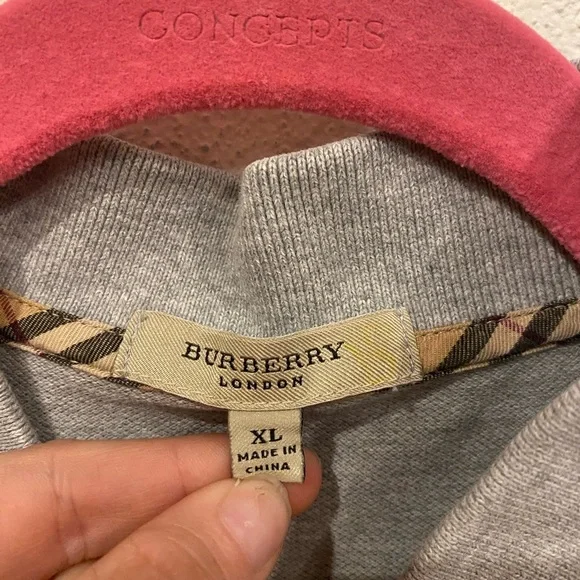 CONCEPTS
BURBERRY
LONDON
XL
MADE IN
CHINA